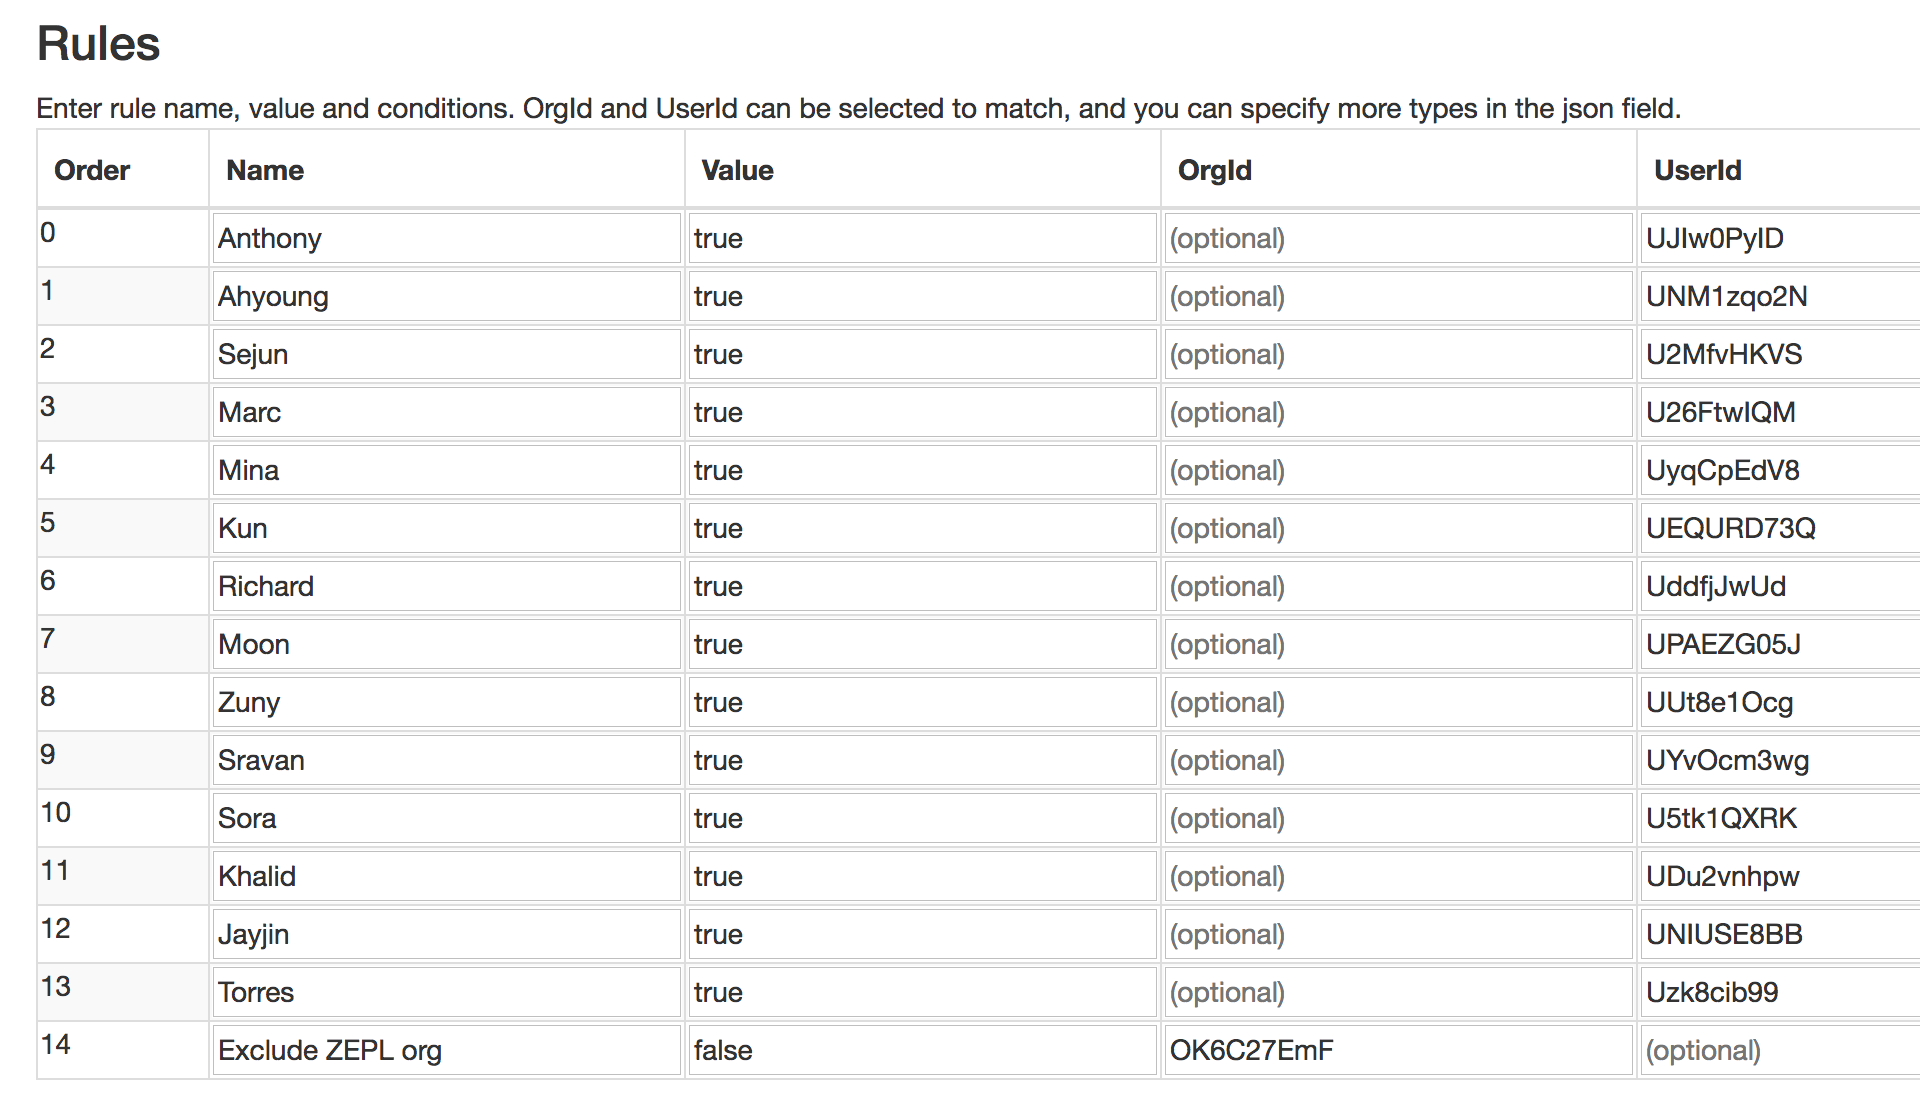 Rules
Enter rule name, value and conditions. OrgId and UserId can be selected to match, and you can specify more types in the json field.
Order Name Value OrgId UserId
0 Anthony true (optional) UJIw0PyID
1 Ahyoung true (optional) UNM1zqo2N
2 Sejun true (optional) U2MfvHKVS
3 Marc true (optional) U26FtwIQM
4 Mina true (optional) UyqCpEdV8
5 Kun true (optional) UEQURD73Q
6 Richard true (optional) UddfjJwUd
7 Moon true (optional) UPAEZG05J
8 Zuny true (optional) UUt8e1Ocg
9 Sravan true (optional) UYvOcm3wg
10 Sora true (optional) U5tk1QXRK
11 Khalid true (optional) UDu2vnhpw
12 Jayjin true (optional) UNIUSE8BB
13 Torres true (optional) Uzk8cib99
14 Exclude ZEPL org false OK6C27EmF (optional)